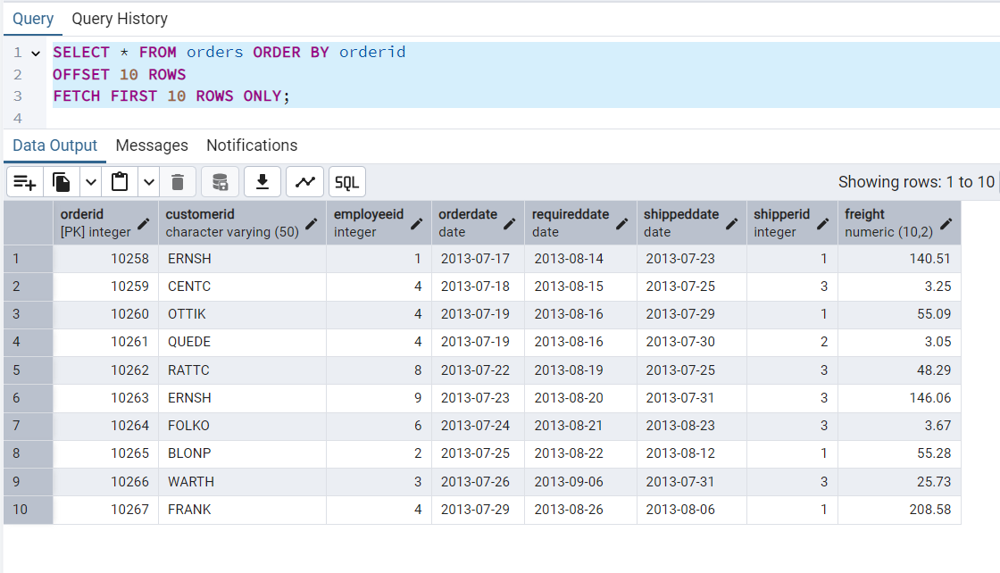 Query Query History
1 SELECT * FROM orders ORDER BY orderid
2 OFFSET 10 ROWS
3 FETCH FIRST 10 ROWS ONLY;
4
Data Output Messages Notifications
SQL Showing rows: 1 to 10
orderid customerid employeeid orderdate requireddate shippeddate shipperid freight
[PK] integer character varying (50) integer date date date integer numeric (10,2)
1 10258 ERNSH 1 2013-07-17 2013-08-14 2013-07-23 1 140.51
2 10259 CENTC 4 2013-07-18 2013-08-15 2013-07-25 3 3.25
3 10260 OTTIK 4 2013-07-19 2013-08-16 2013-07-29 1 55.09
4 10261 QUEDE 4 2013-07-19 2013-08-16 2013-07-30 2 3.05
5 10262 RATTC 8 2013-07-22 2013-08-19 2013-07-25 3 48.29
6 10263 ERNSH 9 2013-07-23 2013-08-20 2013-07-31 3 146.06
7 10264 FOLKO 6 2013-07-24 2013-08-21 2013-08-23 3 3.67
8 10265 BLONP 2 2013-07-25 2013-08-22 2013-08-12 1 55.28
9 10266 WARTH 3 2013-07-26 2013-09-06 2013-07-31 3 25.73
10 10267 FRANK 4 2013-07-29 2013-08-26 2013-08-06 1 208.58